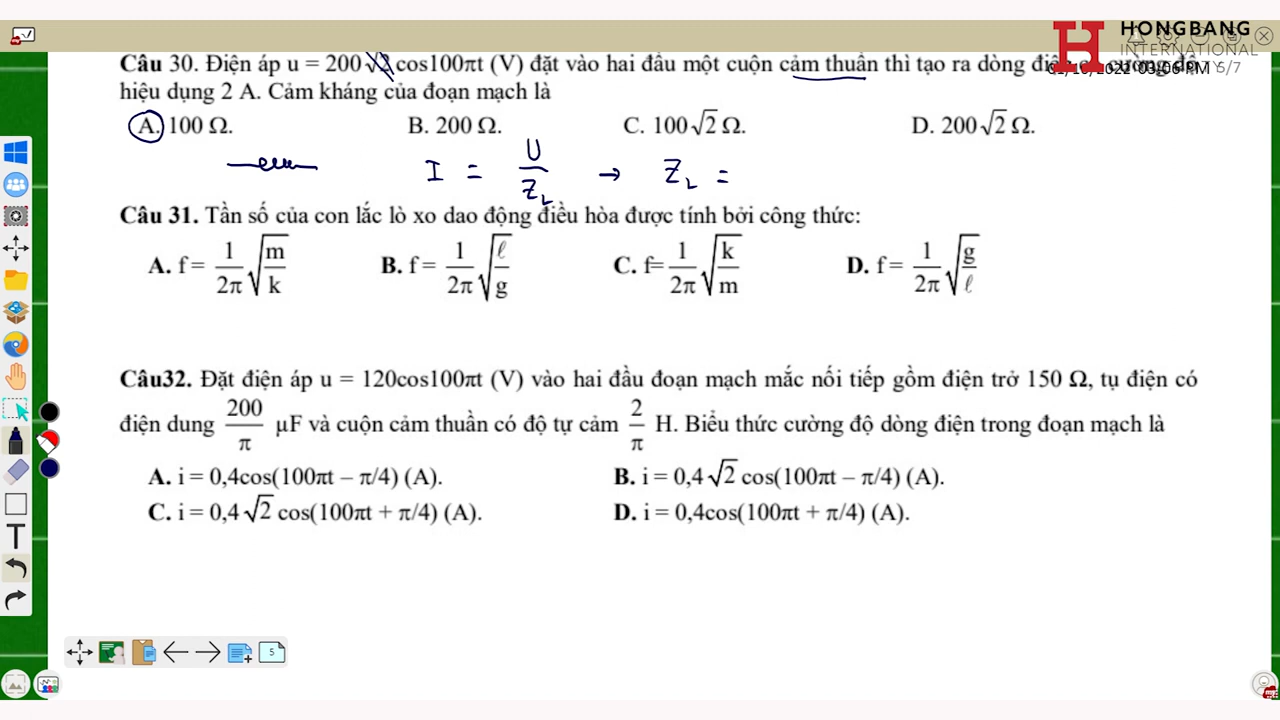 HONGBANG
INTERNATIONAL
Câu 30. Điện áp u = 200√2 cos100πt (V) đặt vào hai đầu một cuộn cảm thuần thì tạo ra dòng
hiệu dụng 2 A. Cảm kháng của đoạn mạch là
A. 100 Ω. B. 200 Ω. C. 100√2 Ω. D. 200√2 Ω.
I = U/Z_L → Z_L =
Câu 31. Tần số của con lắc lò xo dao động điều hòa được tính bởi công thức:
A. f = 1/2π √(m/k) B. f = 1/2π √(ℓ/g) C. f= 1/2π √(k/m) D. f = 1/2π √(g/ℓ)
Câu32. Đặt điện áp u = 120cos100πt (V) vào hai đầu đoạn mạch mắc nối tiếp gồm điện trở 150 Ω, tụ điện có
điện dung 200/π μF và cuộn cảm thuần có độ tự cảm 2/π H. Biểu thức cường độ dòng điện trong đoạn mạch là
A. i = 0,4cos(100πt – π/4) (A). B. i = 0,4√2 cos(100πt – π/4) (A).
C. i = 0,4√2 cos(100πt + π/4) (A). D. i = 0,4cos(100πt + π/4) (A).
T
5